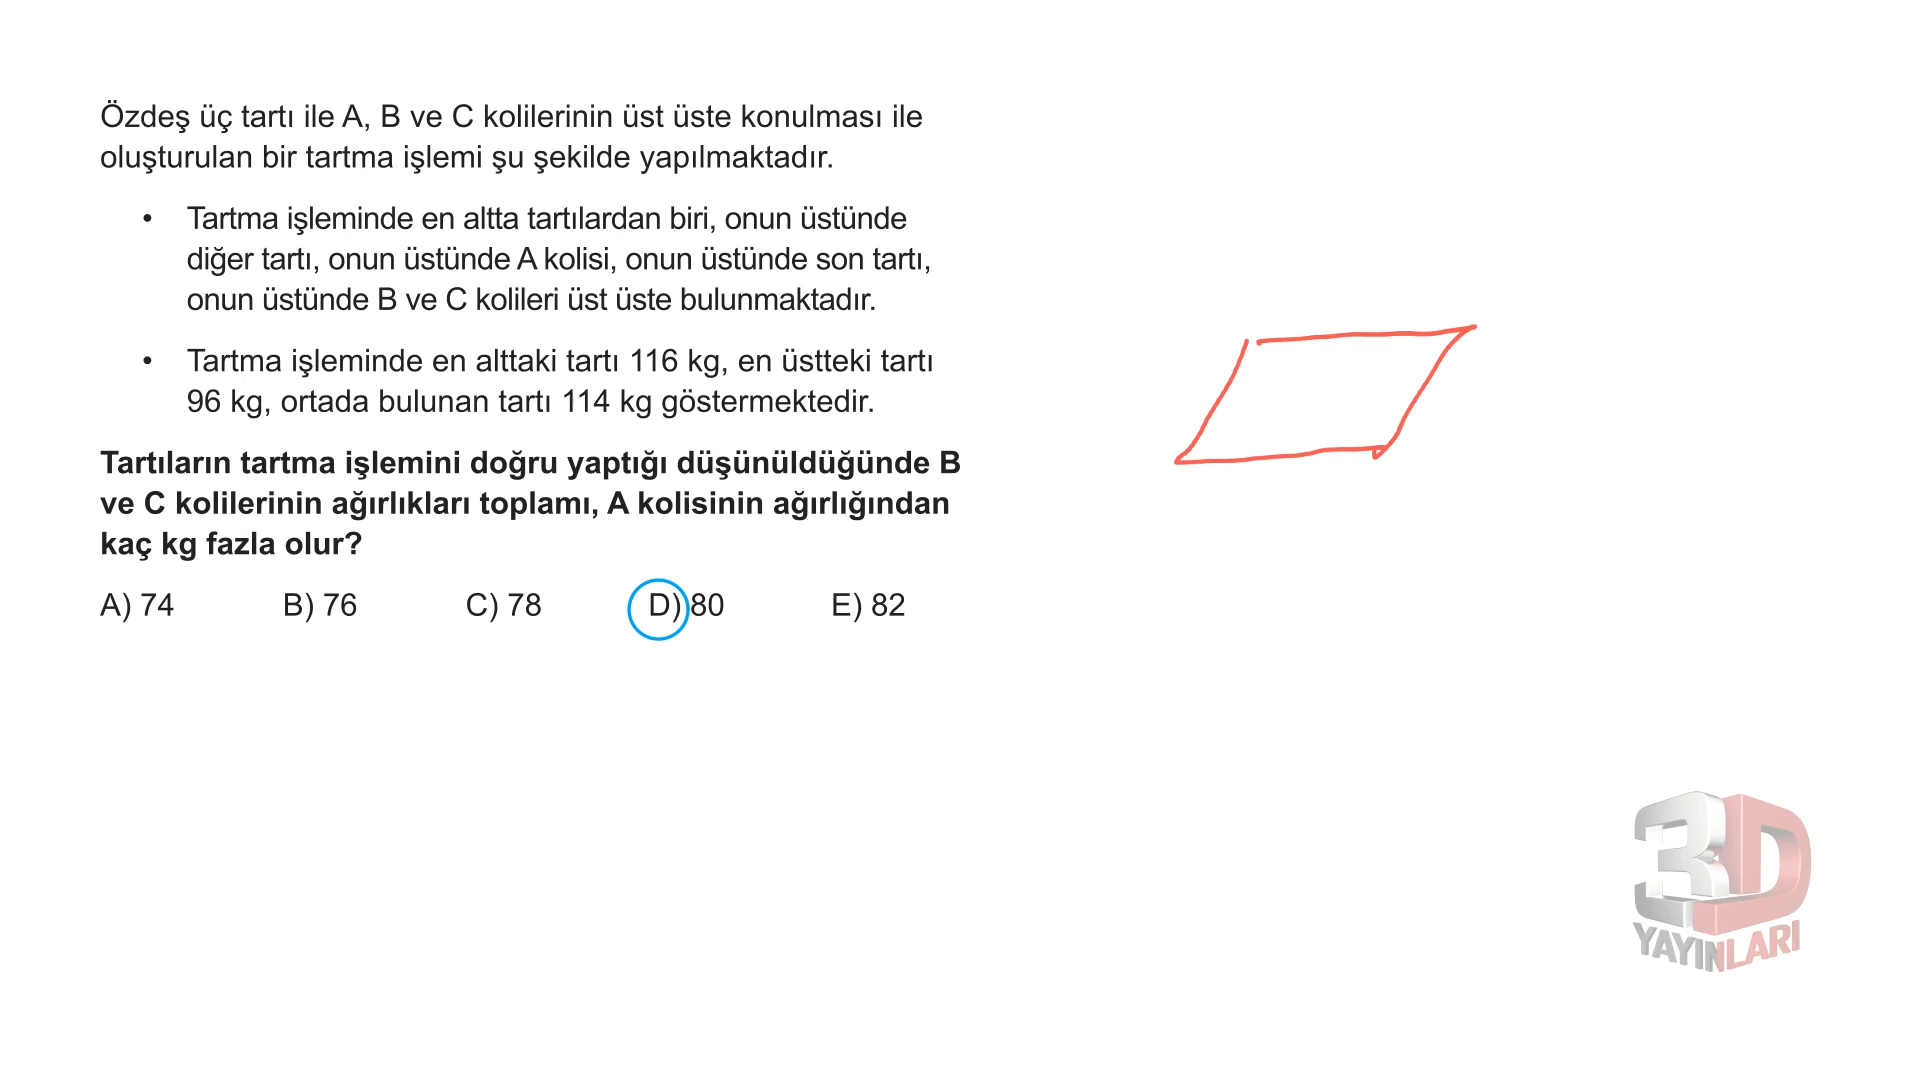 Özdeş üç tartı ile A, B ve C kolilerinin üst üste konulması ile
oluşturulan bir tartma işlemi şu şekilde yapılmaktadır.
• Tartma işleminde en altta tartılardan biri, onun üstünde
diğer tartı, onun üstünde A kolisi, onun üstünde son tartı,
onun üstünde B ve C kolileri üst üste bulunmaktadır.
• Tartma işleminde en alttaki tartı 116 kg, en üstteki tartı
96 kg, ortada bulunan tartı 114 kg göstermektedir.
Tartıların tartma işlemini doğru yaptığı düşünüldüğünde B
ve C kolilerinin ağırlıkları toplamı, A kolisinin ağırlığından
kaç kg fazla olur?
A) 74 B) 76 C) 78 D) 80 E) 82
3D
YAYINLARI